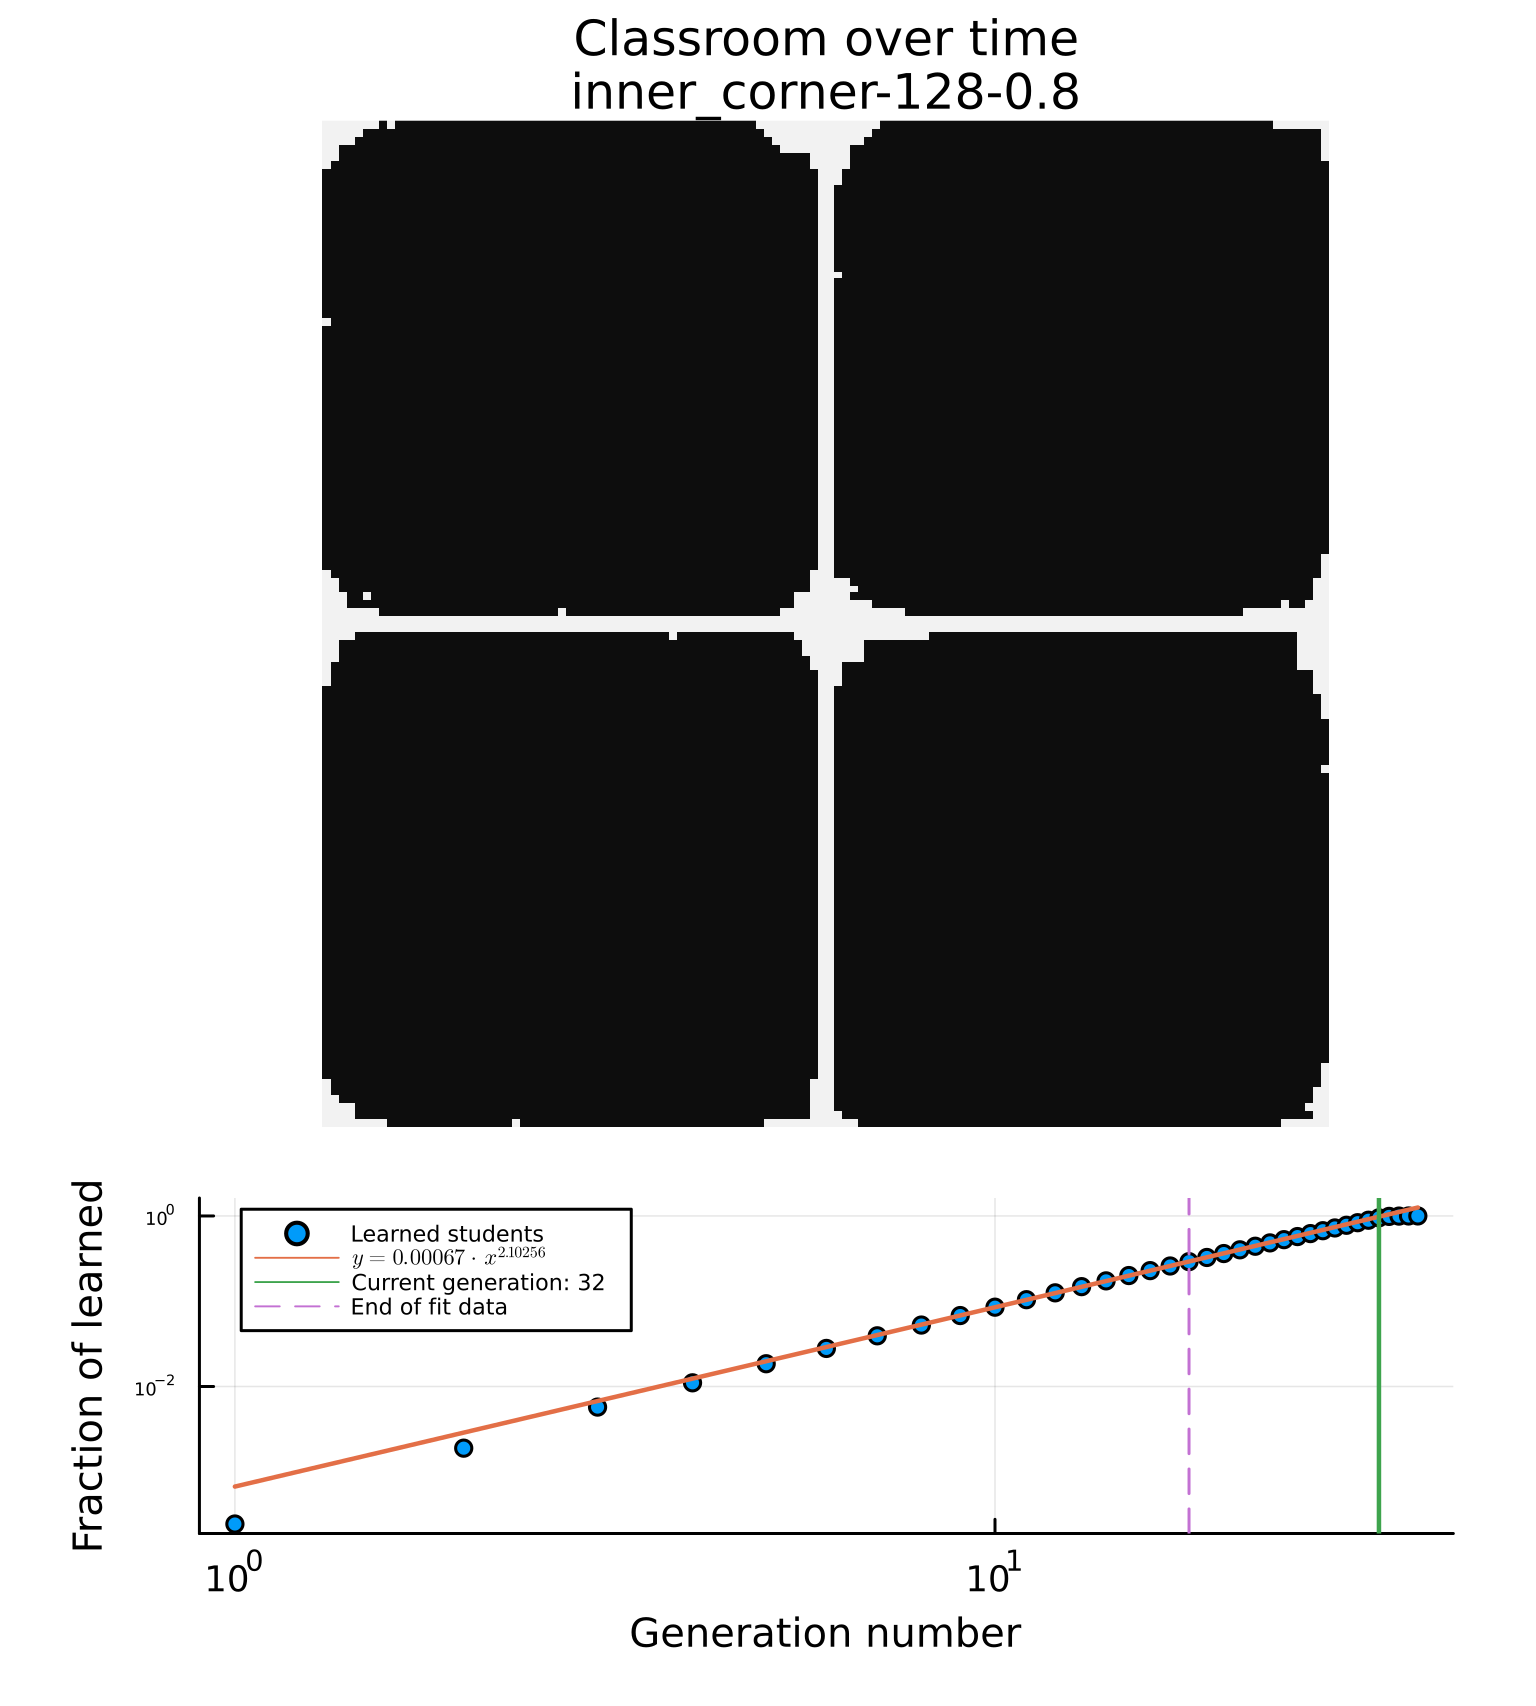 Classroom over time
inner_corner-128-0.8
Fraction of learned
10^0
10^-2
Learned students
y = 0.00067 · x^2.10256
Current generation: 32
End of fit data
10^0
10^1
Generation number